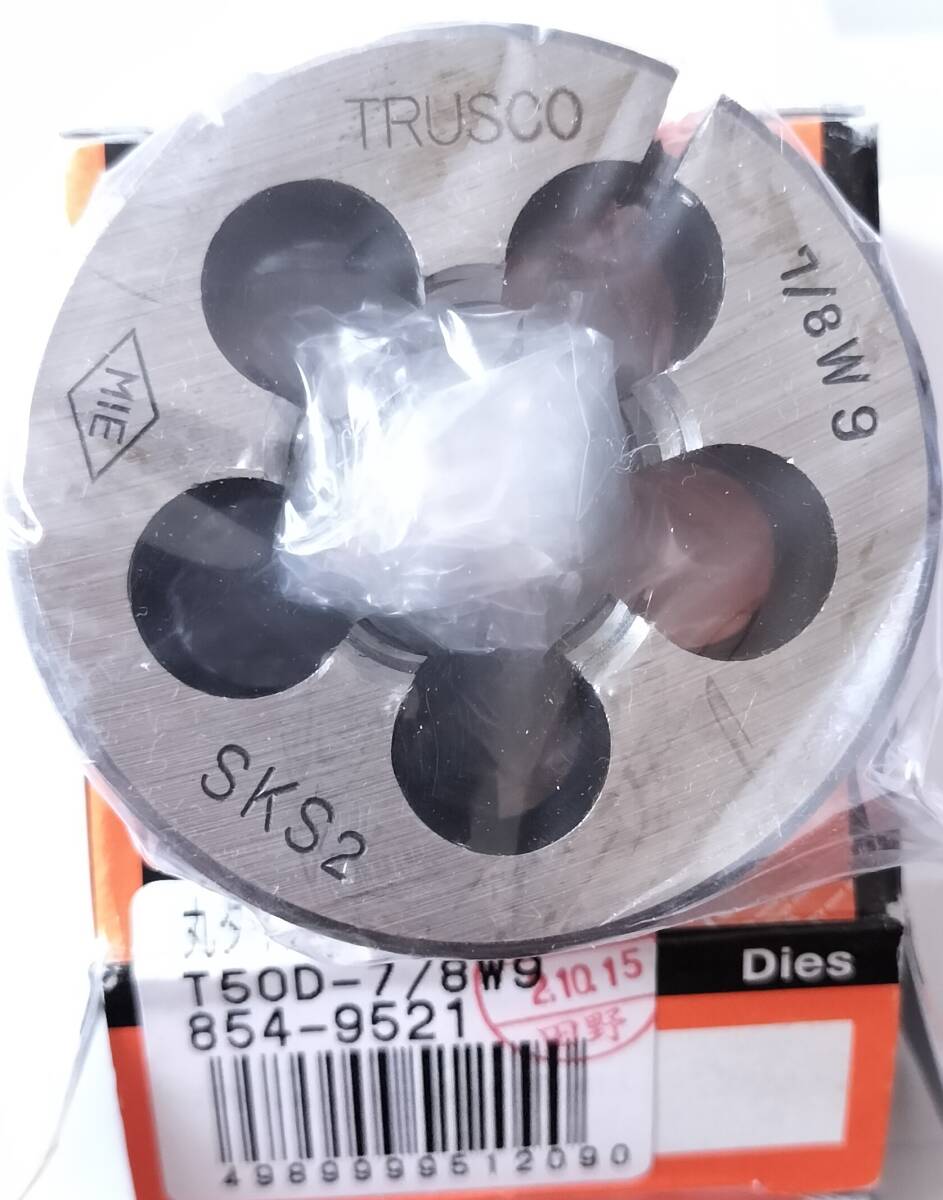 TRUSCO
7/8W 9
MIE
SKS2
Dies
丸ダ
T50D-7/8W9
854-9521
2.10.15
田野
4989999512090